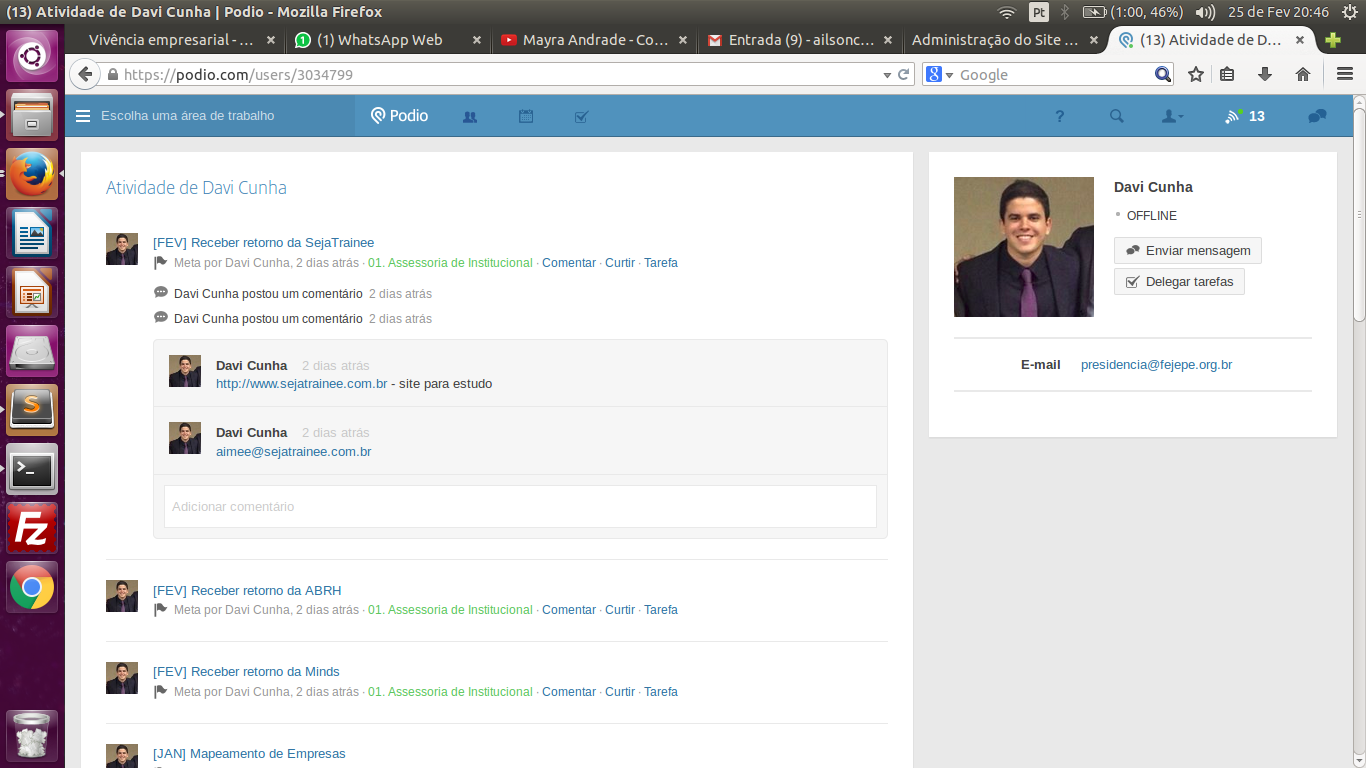 (13) Atividade de Davi Cunha | Podio - Mozilla Firefox
Pt
(1:00, 46%)
25 de Fev 20:46
Vivência empresarial - ...
(1) WhatsApp Web
Mayra Andrade - Co...
Entrada (9) - ailsonc...
Administração do Site ...
(13) Atividade de D...
https://podio.com/users/3034799
Google
Escolha uma área de trabalho
Podio
?
13
Atividade de Davi Cunha
[FEV] Receber retorno da SejaTrainee
Meta por Davi Cunha, 2 dias atrás · 01. Assessoria de Institucional · Comentar · Curtir · Tarefa
Davi Cunha postou um comentário 2 dias atrás
Davi Cunha postou um comentário 2 dias atrás
Davi Cunha 2 dias atrás
http://www.sejatrainee.com.br - site para estudo
Davi Cunha 2 dias atrás
aimee@sejatrainee.com.br
Adicionar comentário
[FEV] Receber retorno da ABRH
Meta por Davi Cunha, 2 dias atrás · 01. Assessoria de Institucional · Comentar · Curtir · Tarefa
[FEV] Receber retorno da Minds
Meta por Davi Cunha, 2 dias atrás · 01. Assessoria de Institucional · Comentar · Curtir · Tarefa
[JAN] Mapeamento de Empresas
Davi Cunha
OFFLINE
Enviar mensagem
Delegar tarefas
E-mail presidencia@fejepe.org.br